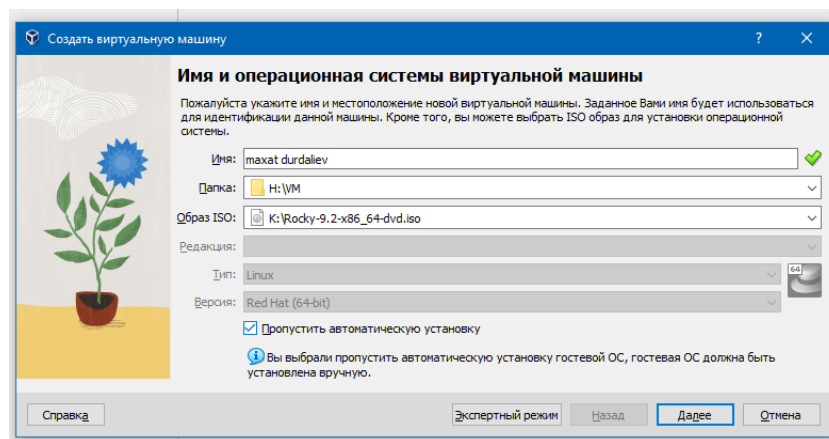 Создать виртуальную машину
Имя и операционная системы виртуальной машины
Пожалуйста укажите имя и местоположение новой виртуальной машины. Заданное Вами имя будет использоваться
для идентификации данной машины. Кроме того, вы можете выбрать ISO образ для установки операционной
системы.
Имя: maxat durdaliev
Папка: H:\VM
Образ ISO: K:\Rocky-9.2-x86_64-dvd.iso
Редакция:
Тип: Linux
64
Версия: Red Hat (64-bit)
Пропустить автоматическую установку
Вы выбрали пропустить автоматическую установку гостевой ОС, гостевая ОС должна быть
установлена вручную.
Справка Экспертный режим Назад Далее Отмена